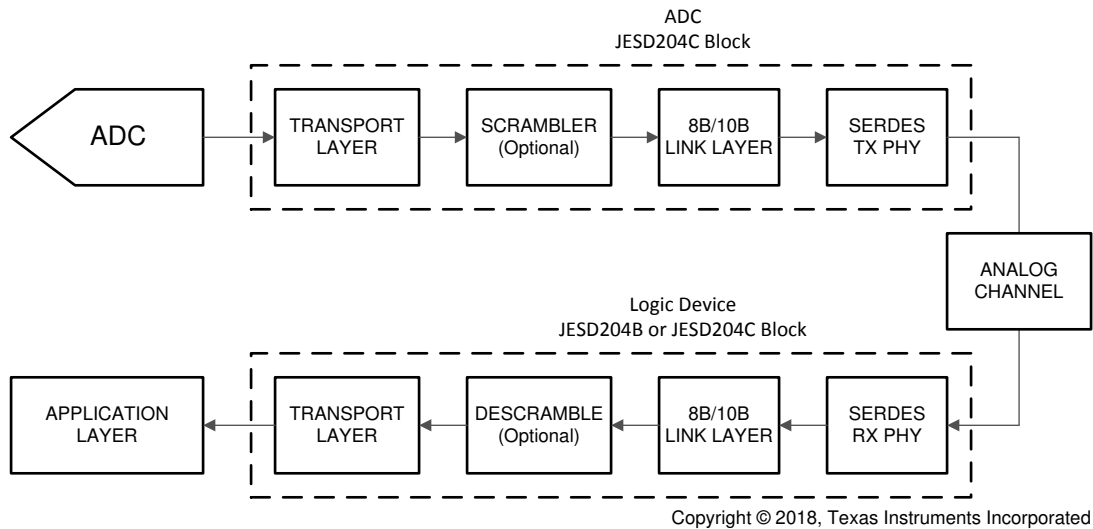 ADC
JESD204C Block
ADC
TRANSPORT
LAYER
SCRAMBLER
(Optional)
8B/10B
LINK LAYER
SERDES
TX PHY
ANALOG
CHANNEL
Logic Device
JESD204B or JESD204C Block
APPLICATION
LAYER
TRANSPORT
LAYER
DESCRAMBLE
(Optional)
8B/10B
LINK LAYER
SERDES
RX PHY
Copyright © 2018, Texas Instruments Incorporated